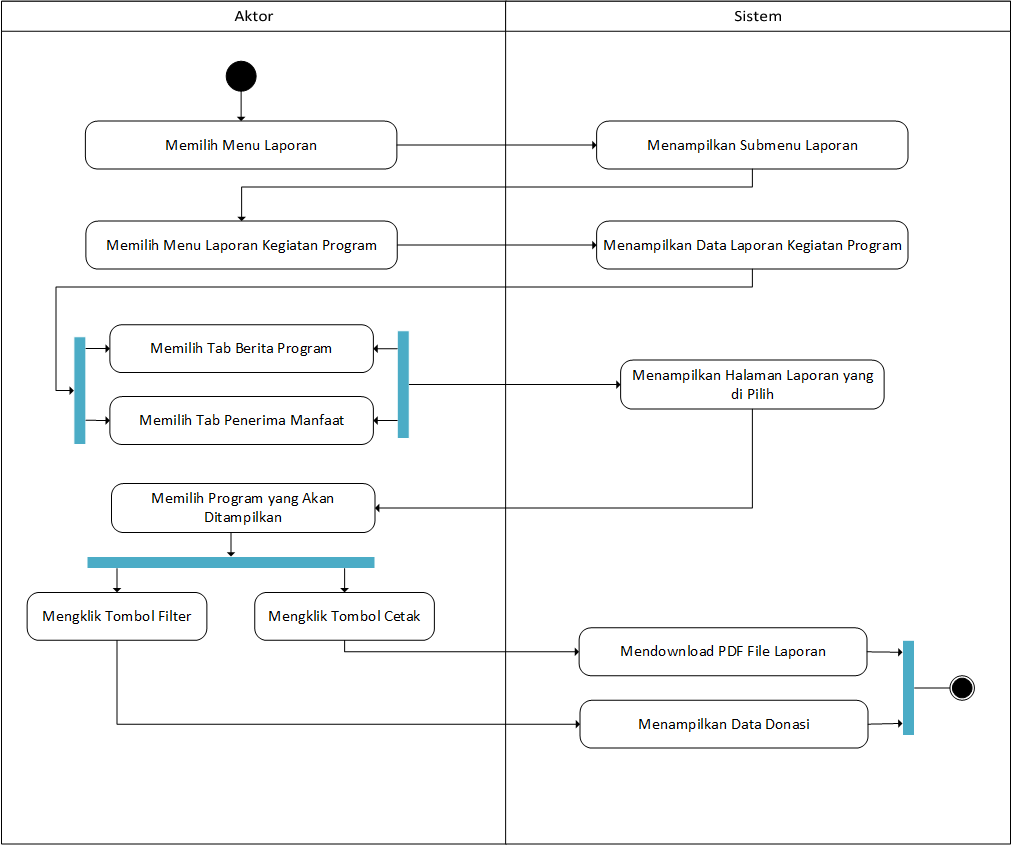 Aktor
Sistem
Memilih Menu Laporan
Menampilkan Submenu Laporan
Memilih Menu Laporan Kegiatan Program
Menampilkan Data Laporan Kegiatan Program
Memilih Tab Berita Program
Menampilkan Halaman Laporan yang
di Pilih
Memilih Tab Penerima Manfaat
Memilih Program yang Akan
Ditampilkan
Mengklik Tombol Filter
Mengklik Tombol Cetak
Mendownload PDF File Laporan
Menampilkan Data Donasi